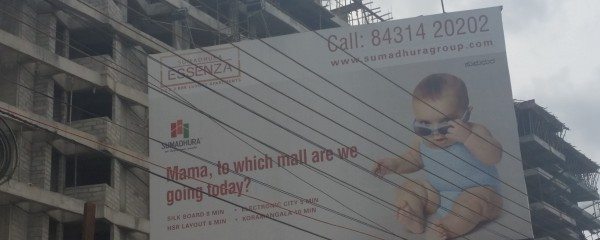 Call: 84314 20202
www.sumadhuragroup.com
SUMADHURA
ESSENZA
SUMADHURA
Mama, to which mall are we
going today?
SILK BOARD 8 MIN • ELECTRONIC CITY 9 MIN
HSR LAYOUT 8 MIN • KORAMANGALA 10 MIN